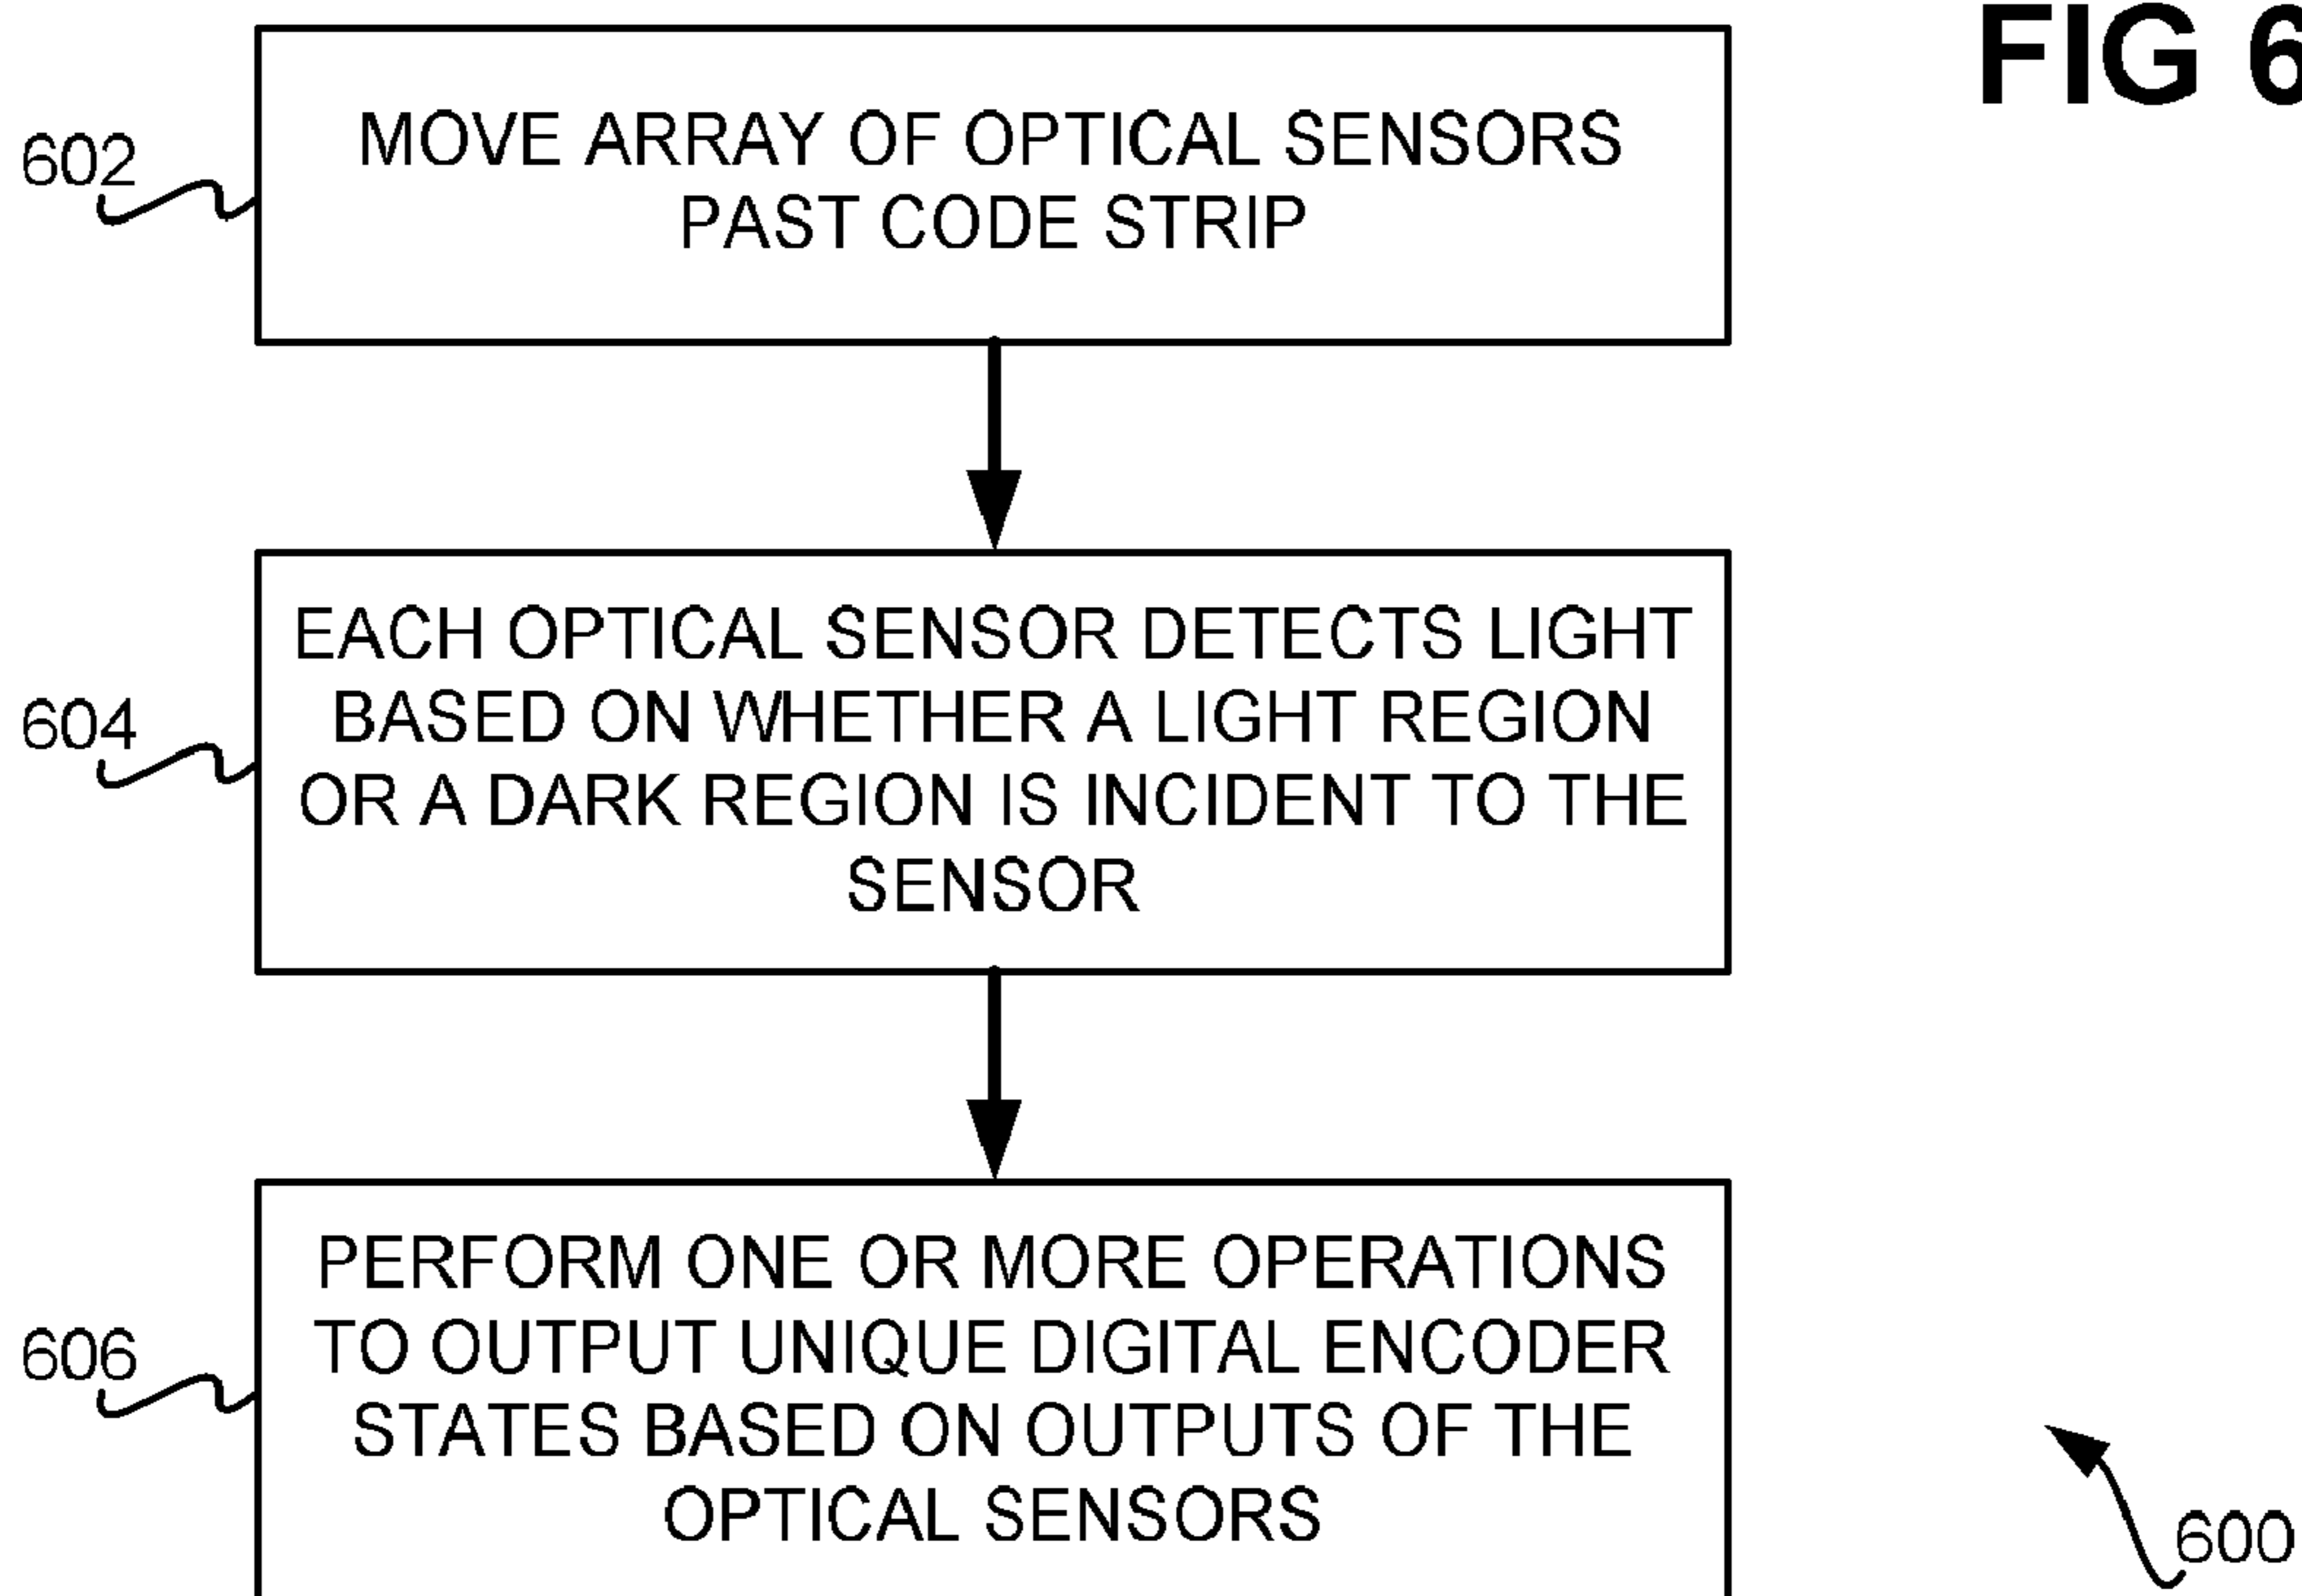 FIG 6
602
MOVE ARRAY OF OPTICAL SENSORS
PAST CODE STRIP
604
EACH OPTICAL SENSOR DETECTS LIGHT
BASED ON WHETHER A LIGHT REGION
OR A DARK REGION IS INCIDENT TO THE
SENSOR
606
PERFORM ONE OR MORE OPERATIONS
TO OUTPUT UNIQUE DIGITAL ENCODER
STATES BASED ON OUTPUTS OF THE
OPTICAL SENSORS
600